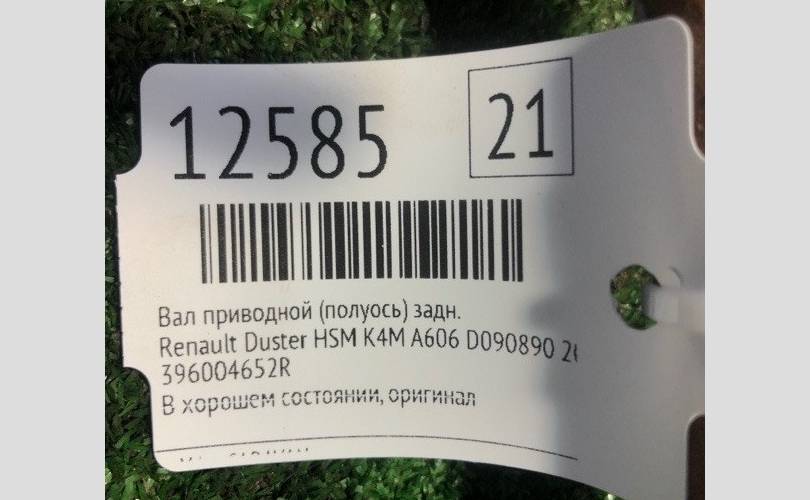 12585
21
Вал приводной (полуось) задн.
Renault Duster HSM K4M A606 D090890
396004652R
В хорошем состоянии, оригинал